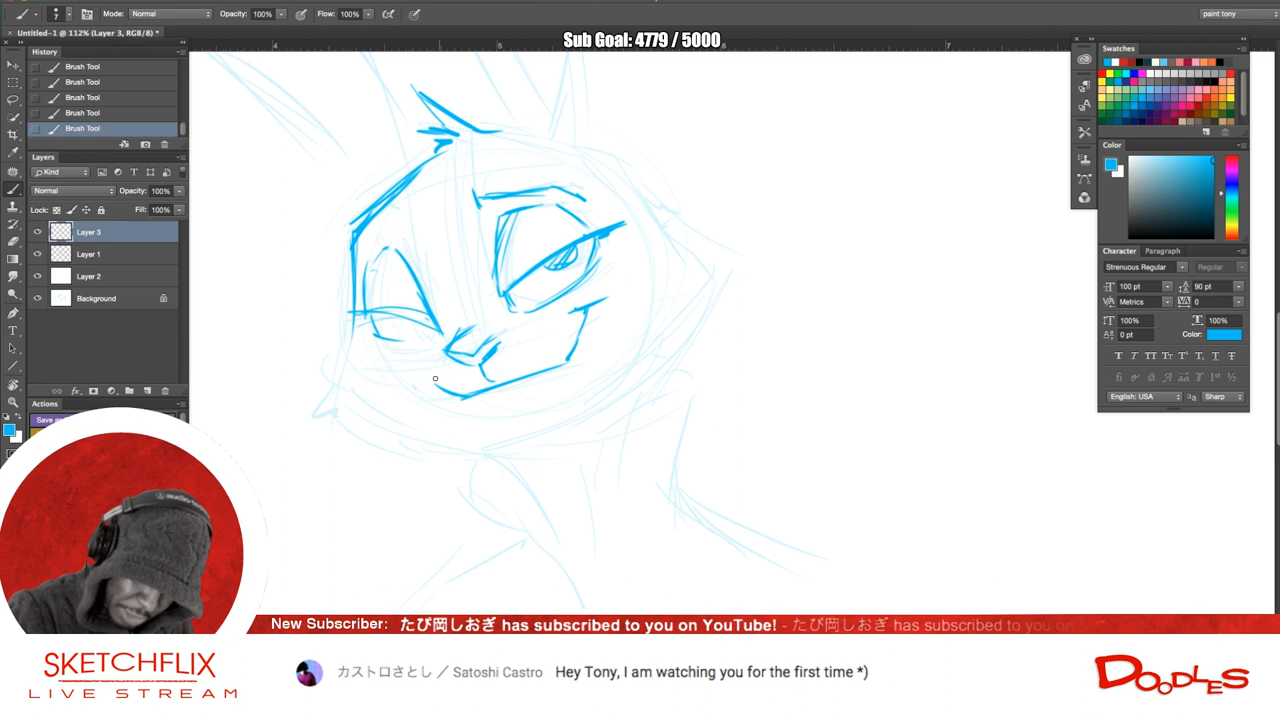 Mode: Normal Opacity: 100% Flow: 100% paint tony
Untitled-1 @ 112% (Layer 3, RGB/8) *
Sub Goal: 4779 / 5000
4 5 6 7
History
Brush Tool
Brush Tool
Brush Tool
Brush Tool
Brush Tool
Layers
Kind
Normal Opacity: 100%
Lock: Fill: 100%
Layer 3
Layer 1
Layer 2
Background
Actions
Swatches
Color
Character Paragraph
Strenuous Regular Regular
100 pt 90 pt
Metrics 0
100% 100%
0 pt Color:
English: USA Sharp
New Subscriber: たび岡しおぎ has subscribed to you on YouTube! - たび岡しおぎ has subscribed to you on
SKETCHFLIX
LIVE STREAM
カストロさとし ／ Satoshi Castro Hey Tony, I am watching you for the first time *)
DOODLES